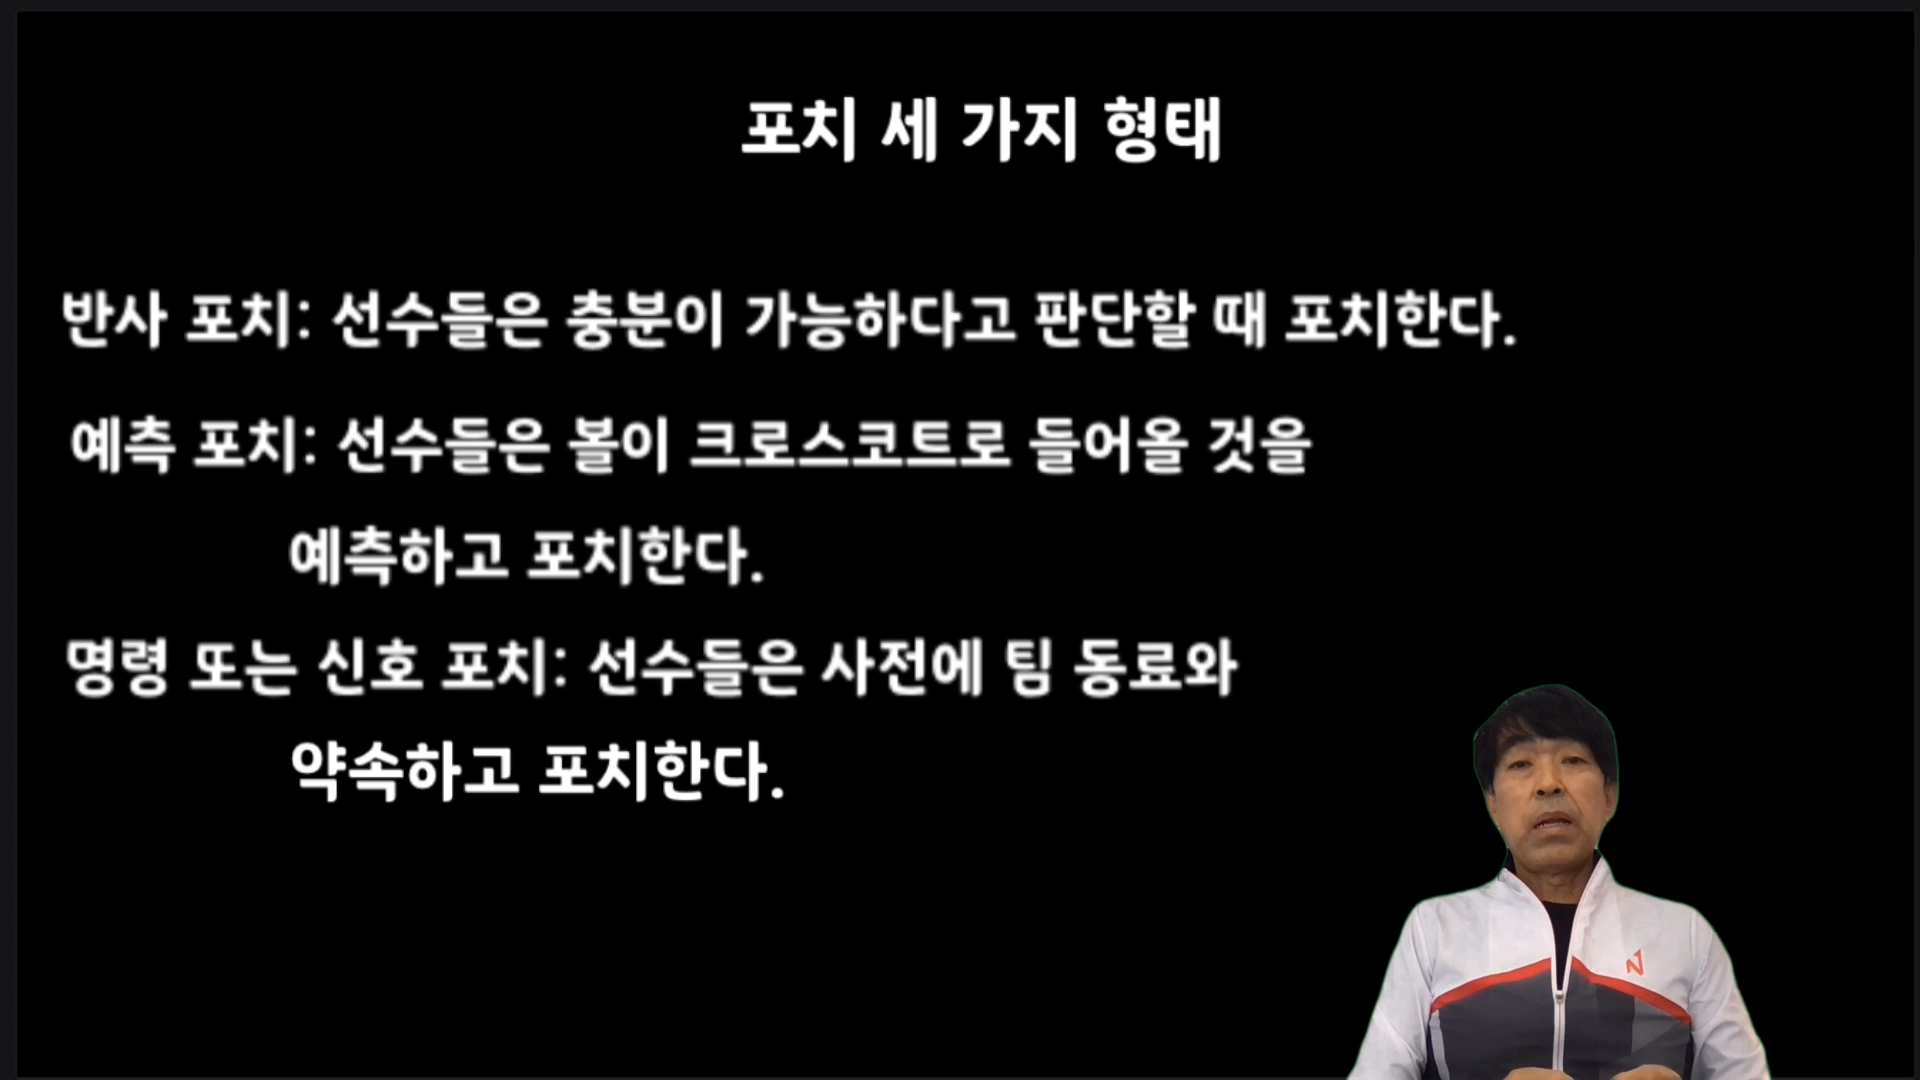 포치 세 가지 형태
반사 포치: 선수들은 충분이 가능하다고 판단할 때 포치한다.
예측 포치: 선수들은 볼이 크로스코트로 들어올 것을
예측하고 포치한다.
명령 또는 신호 포치: 선수들은 사전에 팀 동료와
약속하고 포치한다.